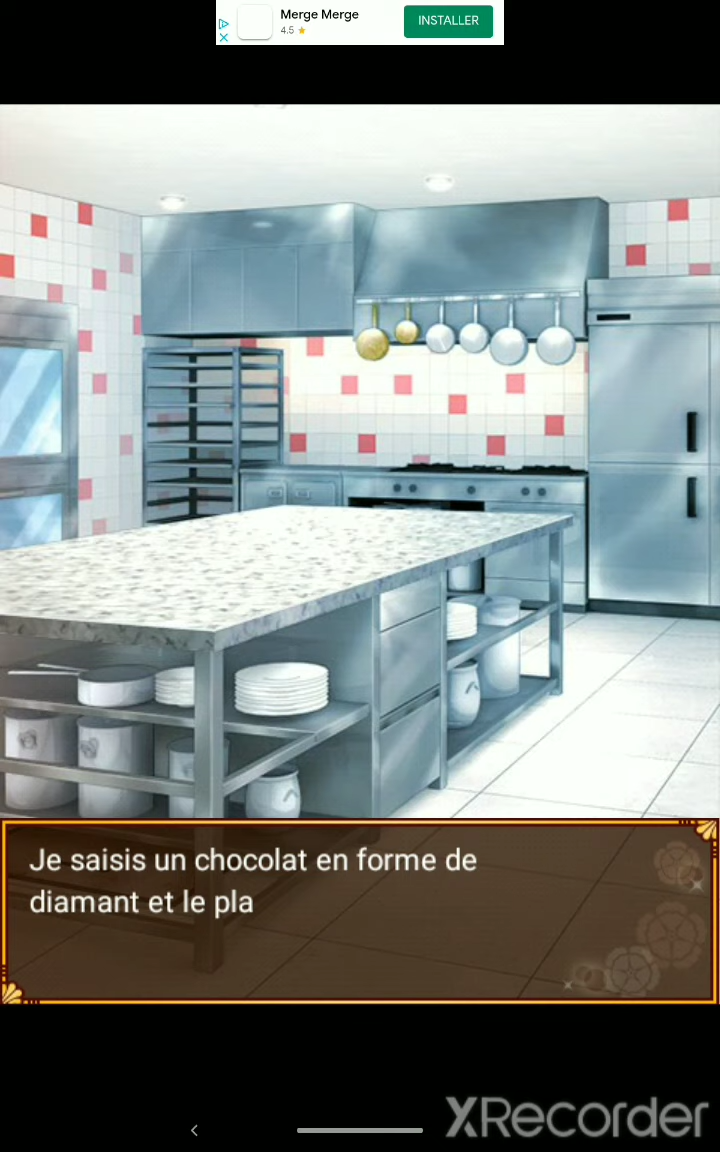 Merge Merge
4.5
INSTALLER
Je saisis un chocolat en forme de
diamant et le pla
XRecorder